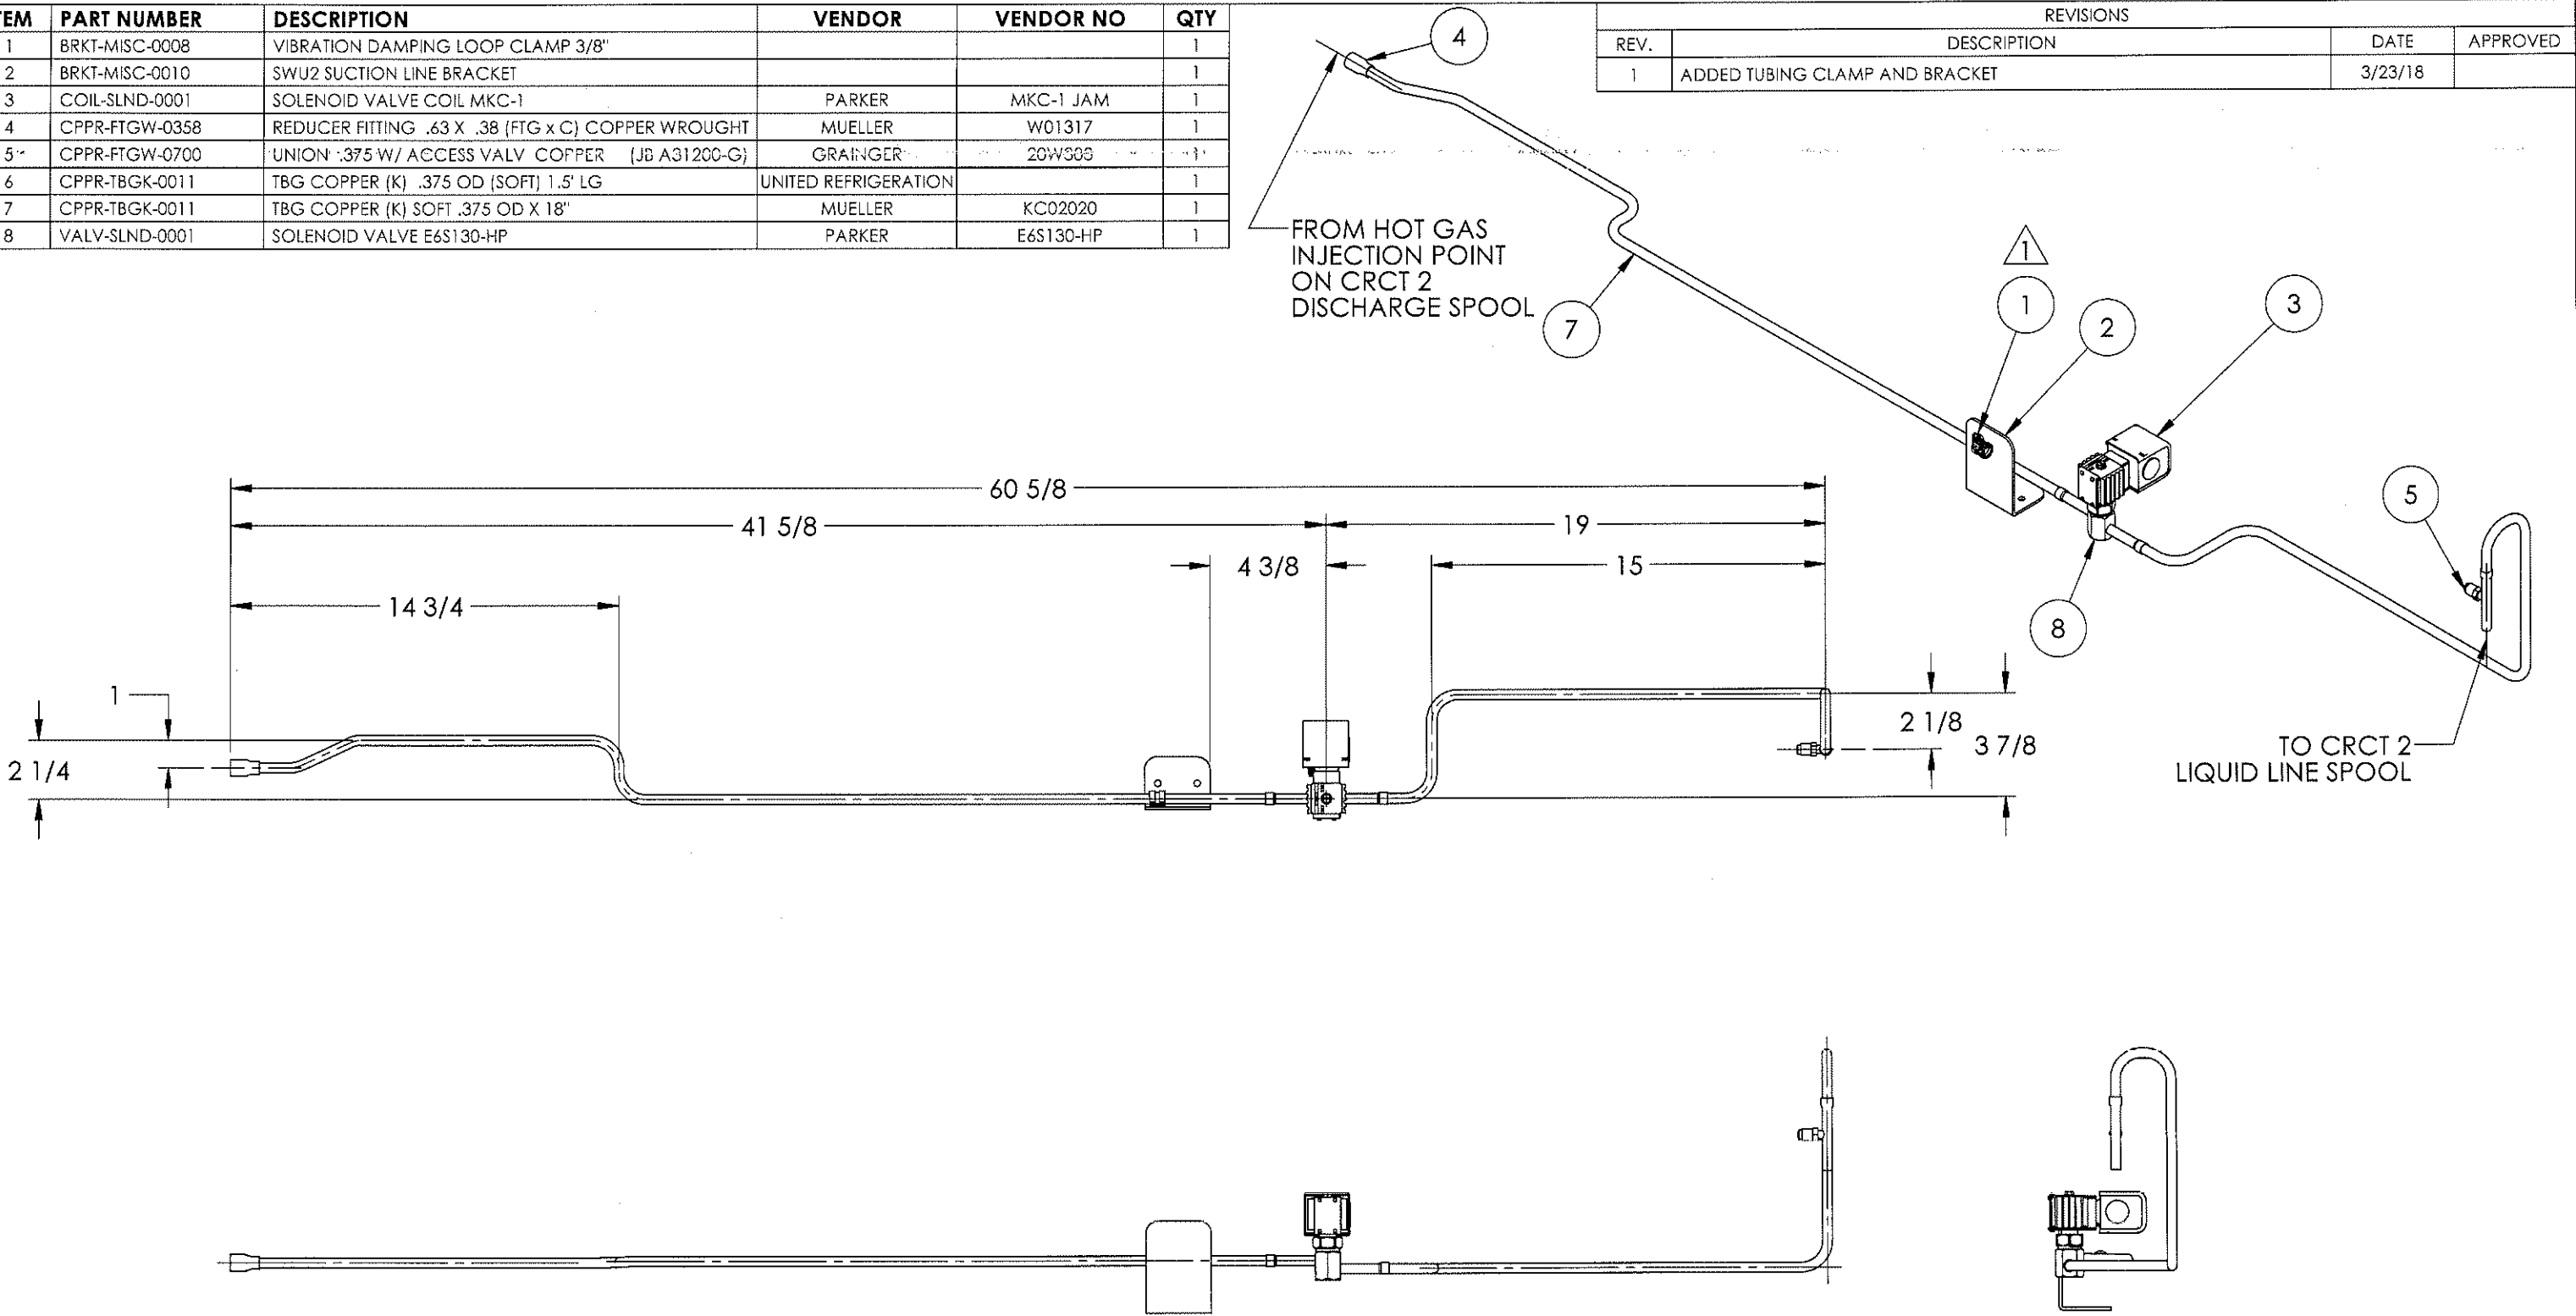 ITEM PART NUMBER DESCRIPTION VENDOR VENDOR NO QTY
1 BRKT-MISC-0008 VIBRATION DAMPING LOOP CLAMP 3/8" 1
2 BRKT-MISC-0010 SWU2 SUCTION LINE BRACKET 1
3 COIL-SLND-0001 SOLENOID VALVE COIL MKC-1 PARKER MKC-1 JAM 1
4 CPPR-FTGW-0358 REDUCER FITTING .63 X .38 (FTG x C) COPPER WROUGHT MUELLER W01317 1
5 CPPR-FTGW-0700 UNION .375 W/ ACCESS VALV COPPER (JB A31200-G) GRAINGER 1
6 CPPR-TBGK-0011 TBG COPPER (K) .375 OD (SOFT) 1.5' LG UNITED REFRIGERATION 1
7 CPPR-TBGK-0011 TBG COPPER (K) SOFT .375 OD X 18" MUELLER KC02020 1
8 VALV-SLND-0001 SOLENOID VALVE E6S130-HP PARKER E6S130-HP 1
REVISIONS
REV. DESCRIPTION DATE APPROVED
1 ADDED TUBING CLAMP AND BRACKET 3/23/18
4
FROM HOT GAS
INJECTION POINT
ON CRCT 2
DISCHARGE SPOOL
7
1
1
2
3
5
8
TO CRCT 2
LIQUID LINE SPOOL
60 5/8
41 5/8
19
4 3/8
15
14 3/4
1
2 1/4
2 1/8
3 7/8